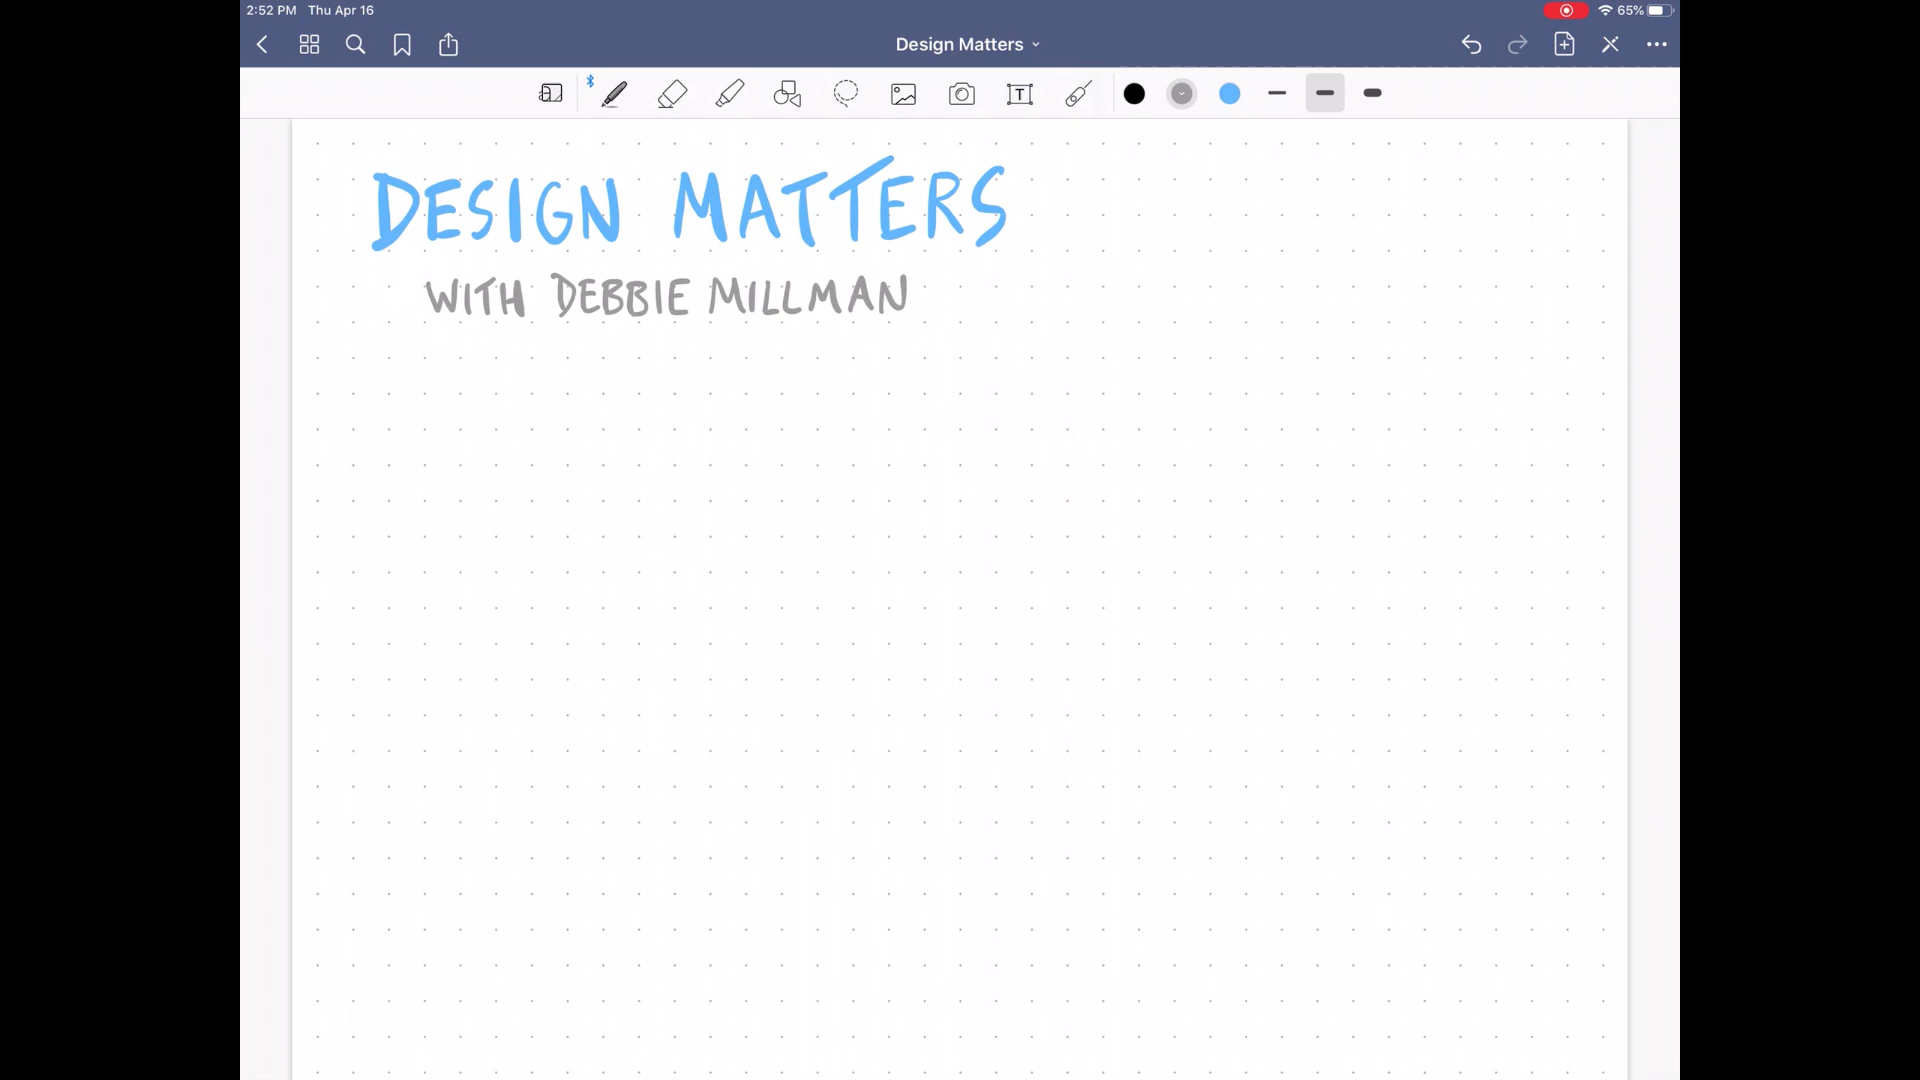 2:52 PM Thu Apr 16
65%
Design Matters
DESIGN MATTERS
WITH DEBBIE MILLMAN